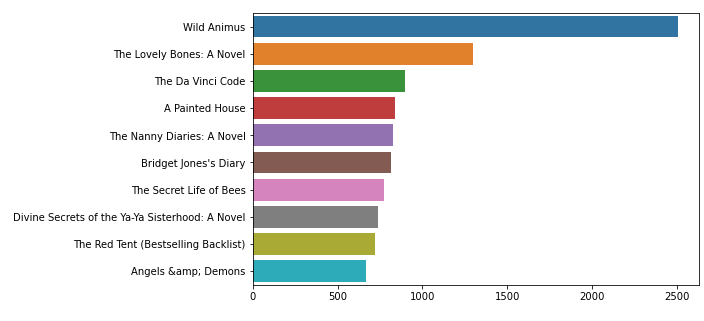 Wild Animus
The Lovely Bones: A Novel
The Da Vinci Code
A Painted House
The Nanny Diaries: A Novel
Bridget Jones's Diary
The Secret Life of Bees
Divine Secrets of the Ya-Ya Sisterhood: A Novel
The Red Tent (Bestselling Backlist)
Angels &amp; Demons
0 500 1000 1500 2000 2500